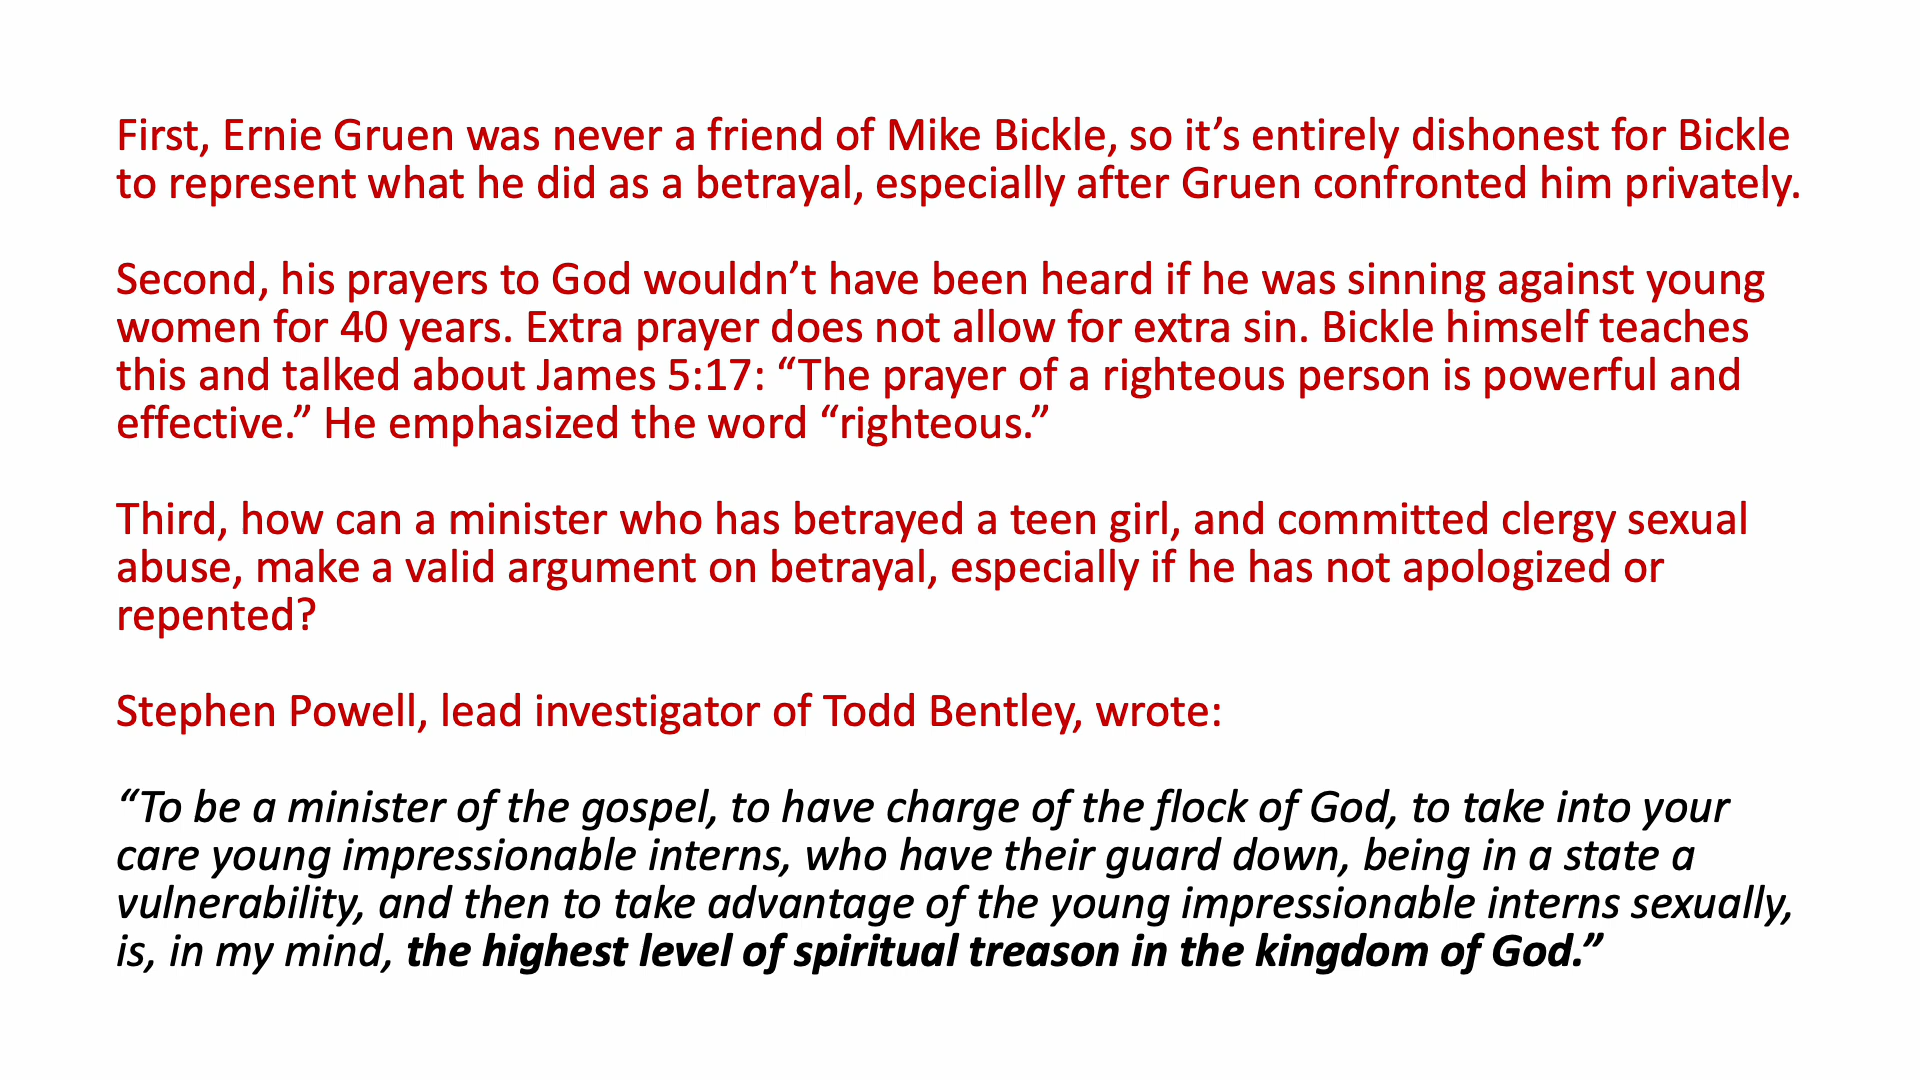 First, Ernie Gruen was never a friend of Mike Bickle, so it’s entirely dishonest for Bickle
to represent what he did as a betrayal, especially after Gruen confronted him privately.
Second, his prayers to God wouldn’t have been heard if he was sinning against young
women for 40 years. Extra prayer does not allow for extra sin. Bickle himself teaches
this and talked about James 5:17: “The prayer of a righteous person is powerful and
effective.” He emphasized the word “righteous.”
Third, how can a minister who has betrayed a teen girl, and committed clergy sexual
abuse, make a valid argument on betrayal, especially if he has not apologized or
repented?
Stephen Powell, lead investigator of Todd Bentley, wrote:
“To be a minister of the gospel, to have charge of the flock of God, to take into your
care young impressionable interns, who have their guard down, being in a state a
vulnerability, and then to take advantage of the young impressionable interns sexually,
is, in my mind, the highest level of spiritual treason in the kingdom of God.”